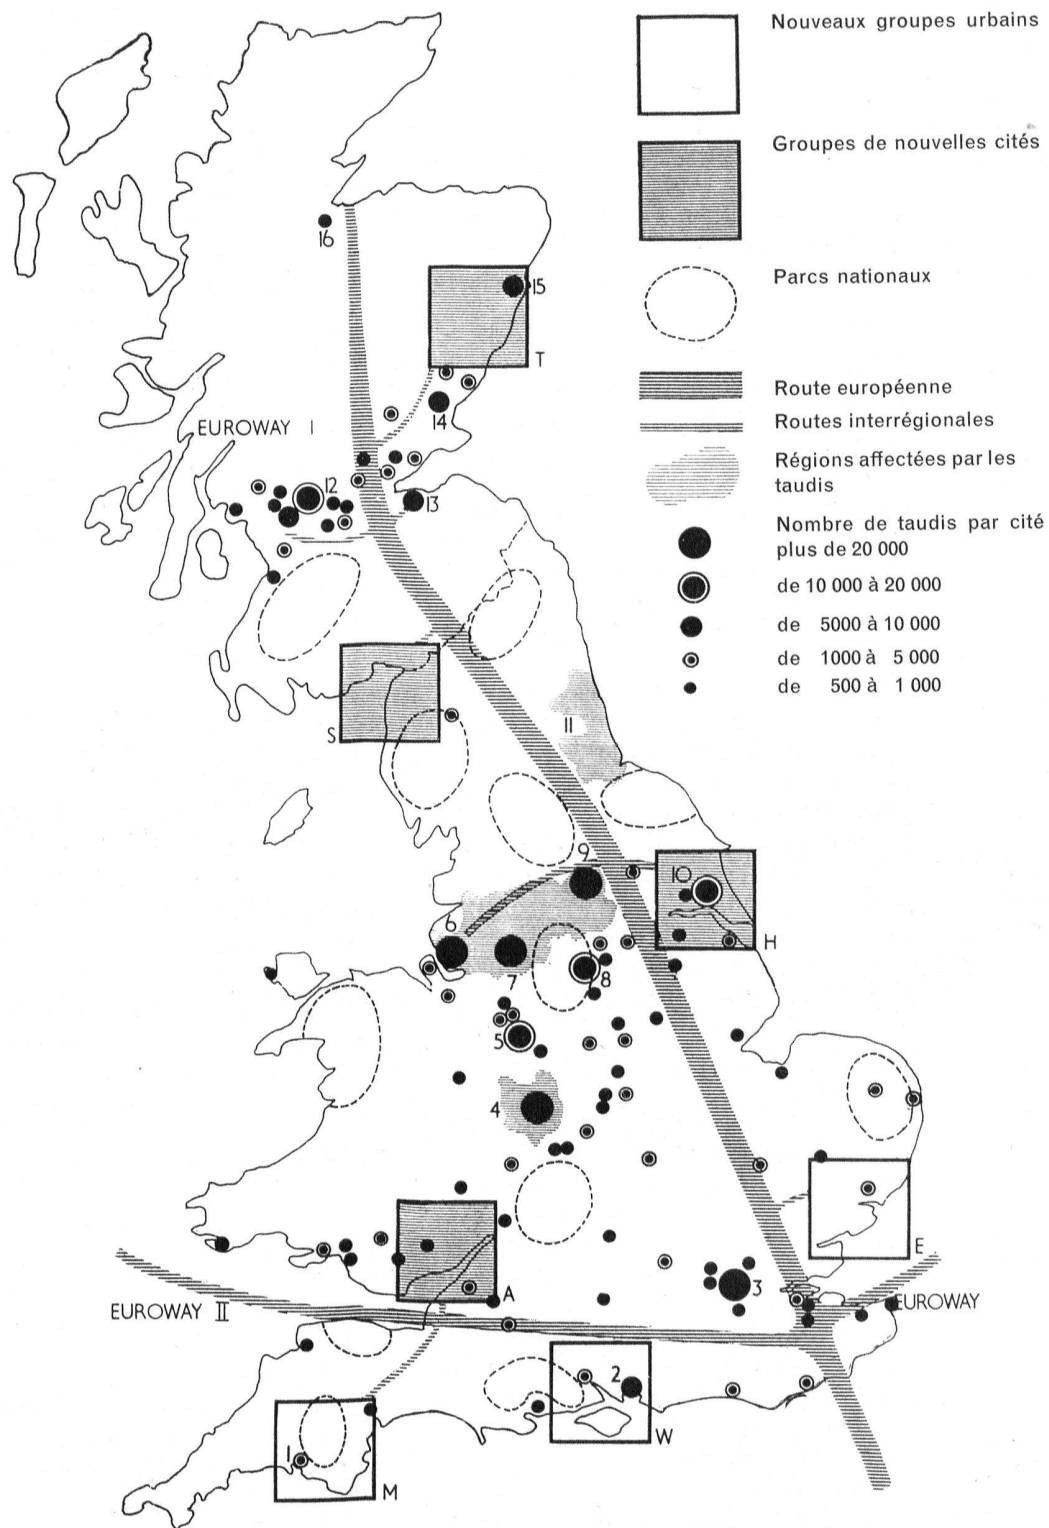 Nouveaux groupes urbains
Groupes de nouvelles cités
Parcs nationaux
Route européenne
Routes interrégionales
Régions affectées par les
taudis
Nombre de taudis par cité
plus de 20 000
de 10 000 à 20 000
de 5000 à 10 000
de 1000 à 5 000
de 500 à 1 000
16
15
T
14
EUROWAY I
12
13
S
II
9
10
6
H
7
8
5
4
E
3
A
EUROWAY II
EUROWAY
2
W
1
M